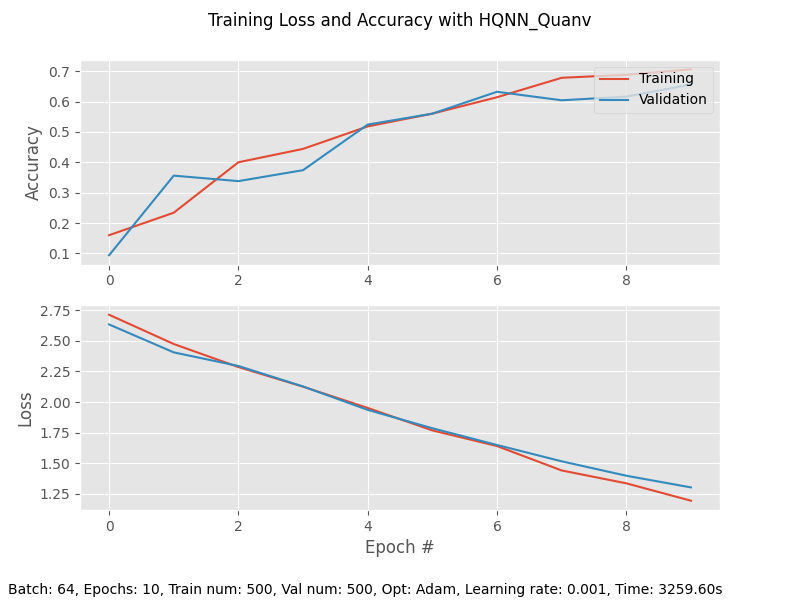 Training Loss and Accuracy with HQNN_Quanv
0.7
0.6
0.5
0.4
0.3
0.2
0.1
Accuracy
Training
Validation
0 2 4 6 8
2.75
2.50
2.25
2.00
1.75
1.50
1.25
Loss
0 2 4 6 8
Epoch #
Batch: 64, Epochs: 10, Train num: 500, Val num: 500, Opt: Adam, Learning rate: 0.001, Time: 3259.60s